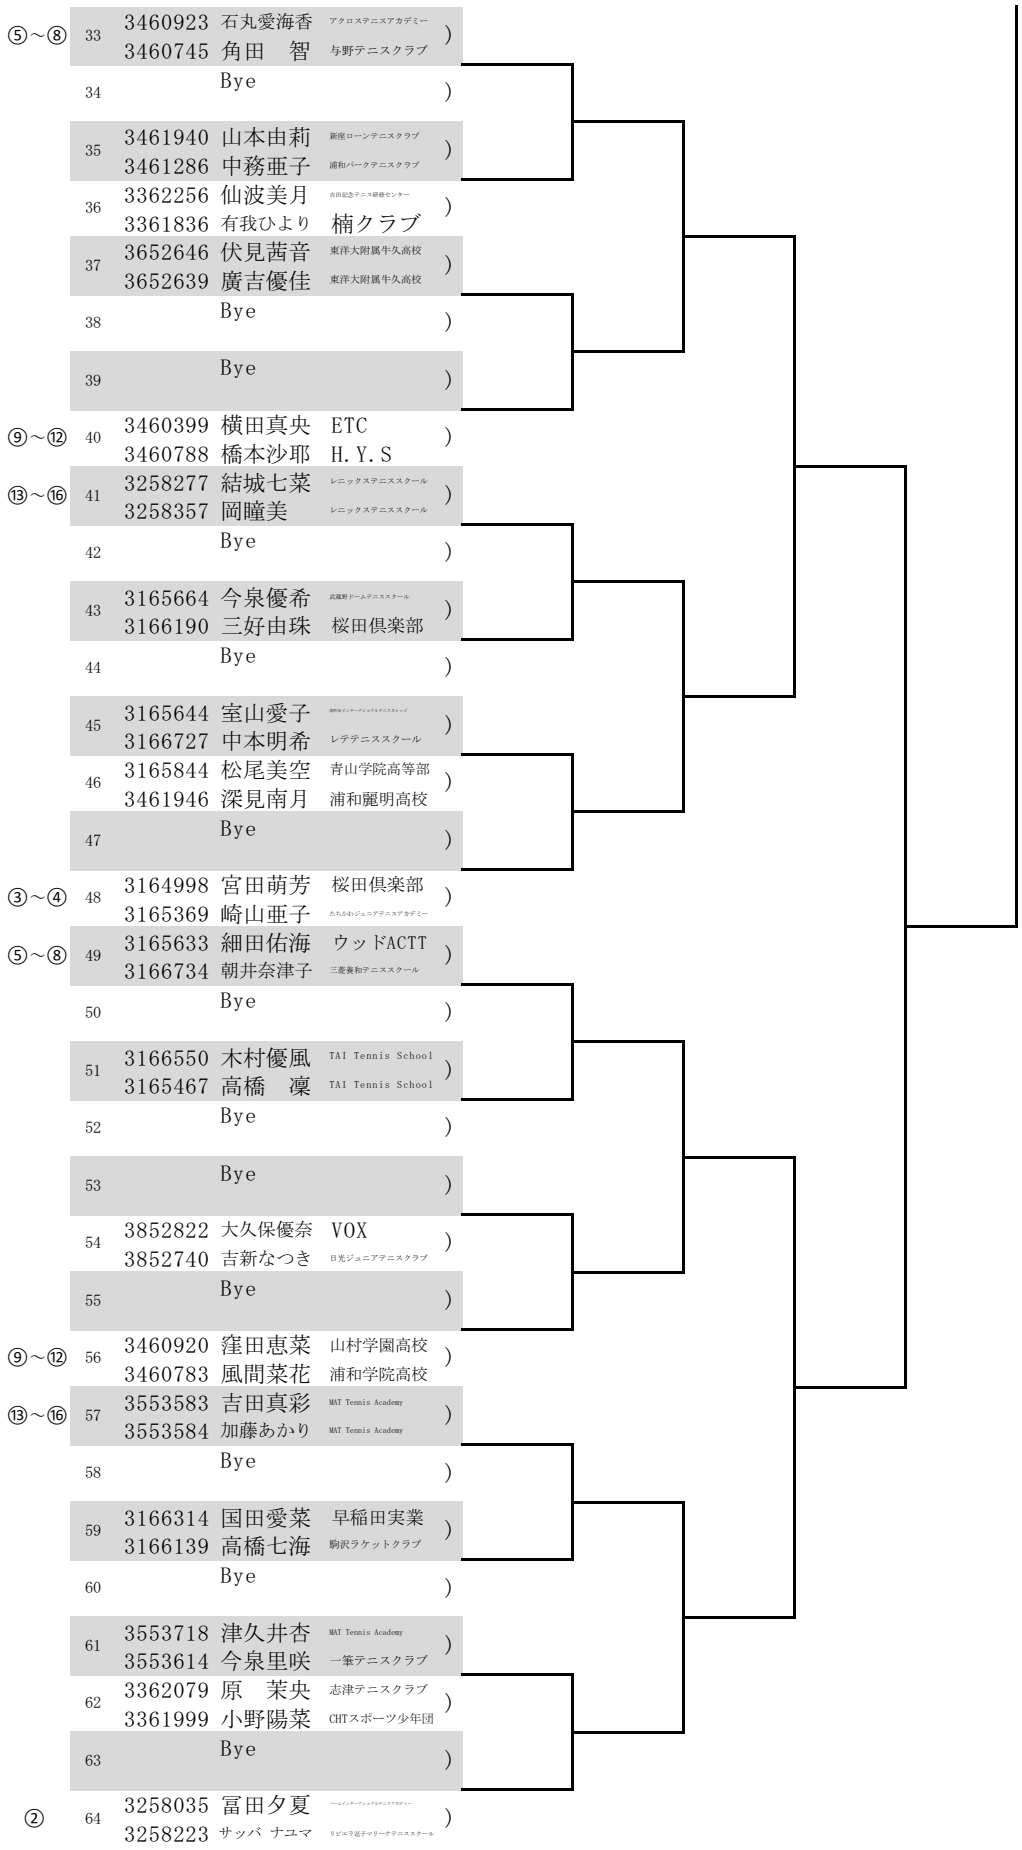 ⑤～⑧ 33 3460923 石丸愛海香 アクロステニスアカデミー )
3460745 角田　智 与野テニスクラブ
34 Bye )
35 3461940 山本由莉 新座ローンテニスクラブ )
3461286 中務亜子 浦和パークテニスクラブ
36 3362256 仙波美月 吉田記念テニス研修センター )
3361836 有我ひより 楠クラブ
37 3652646 伏見茜音 東洋大附属牛久高校 )
3652639 廣吉優佳 東洋大附属牛久高校
38 Bye )
39 Bye )
⑨～⑫ 40 3460399 横田真央 ETC )
3460788 橋本沙耶 H.Y.S
⑬～⑯ 41 3258277 結城七菜 レニックステニススクール )
3258357 岡瞳美 レニックステニススクール
42 Bye )
43 3165664 今泉優希 武蔵野ドームテニススクール )
3166190 三好由珠 桜田倶楽部
44 Bye )
45 3165644 室山愛子 )
3166727 中本明希 レテテニススクール
46 3165844 松尾美空 青山学院高等部 )
3461946 深見南月 浦和麗明高校
47 Bye )
③～④ 48 3164998 宮田萌芳 桜田倶楽部 )
3165369 崎山亜子 たちかわジュニアテニスアカデミー
⑤～⑧ 49 3165633 細田佑海 ウッドACTT )
3166734 朝井奈津子 三菱養和テニススクール
50 Bye )
51 3166550 木村優風 TAI Tennis School )
3165467 高橋　凜 TAI Tennis School
52 Bye )
53 Bye )
54 3852822 大久保優奈 VOX )
3852740 吉新なつき 日光ジュニアテニスクラブ
55 Bye )
⑨～⑫ 56 3460920 窪田恵菜 山村学園高校 )
3460783 風間菜花 浦和学院高校
⑬～⑯ 57 3553583 吉田真彩 MAT Tennis Academy )
3553584 加藤あかり MAT Tennis Academy
58 Bye )
59 3166314 国田愛菜 早稲田実業 )
3166139 高橋七海 駒沢ラケットクラブ
60 Bye )
61 3553718 津久井杏 MAT Tennis Academy )
3553614 今泉里咲 一筆テニスクラブ
62 3362079 原　茉央 志津テニスクラブ )
3361999 小野陽菜 CHTスポーツ少年団
63 Bye )
② 64 3258035 冨田夕夏 パームインターナショナルテニスアカデミー )
3258223 サッバ ナユマ リビエラ逗子マリーナテニススクール